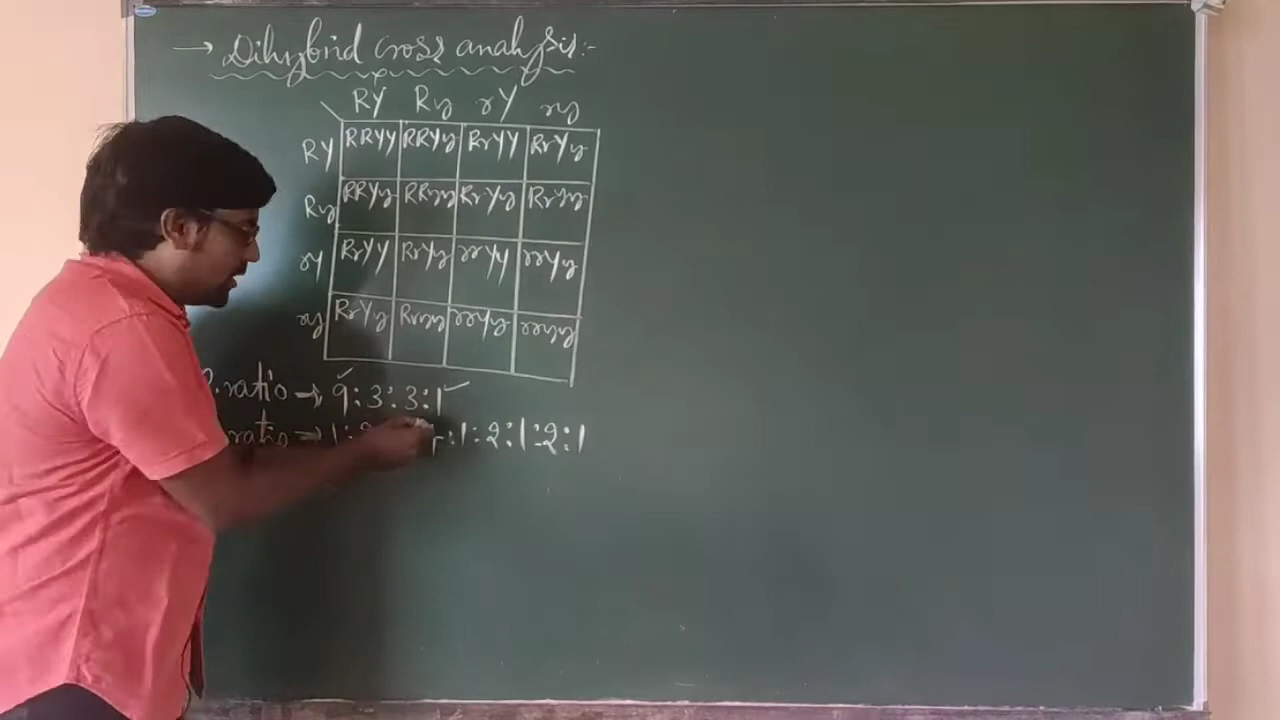 → Dihybrid cross analysis:-
RY Ry rY ry
RY RRYY RRYy RrYY RrYy
Ry RRYy RRyy RrYy Rryy
rY RrYY RrYy rrYY rrYy
ry RrYy Rryy rrYy rryy
ratio → 9:3:3:1
ratio → 1: :1:2:1:2:1